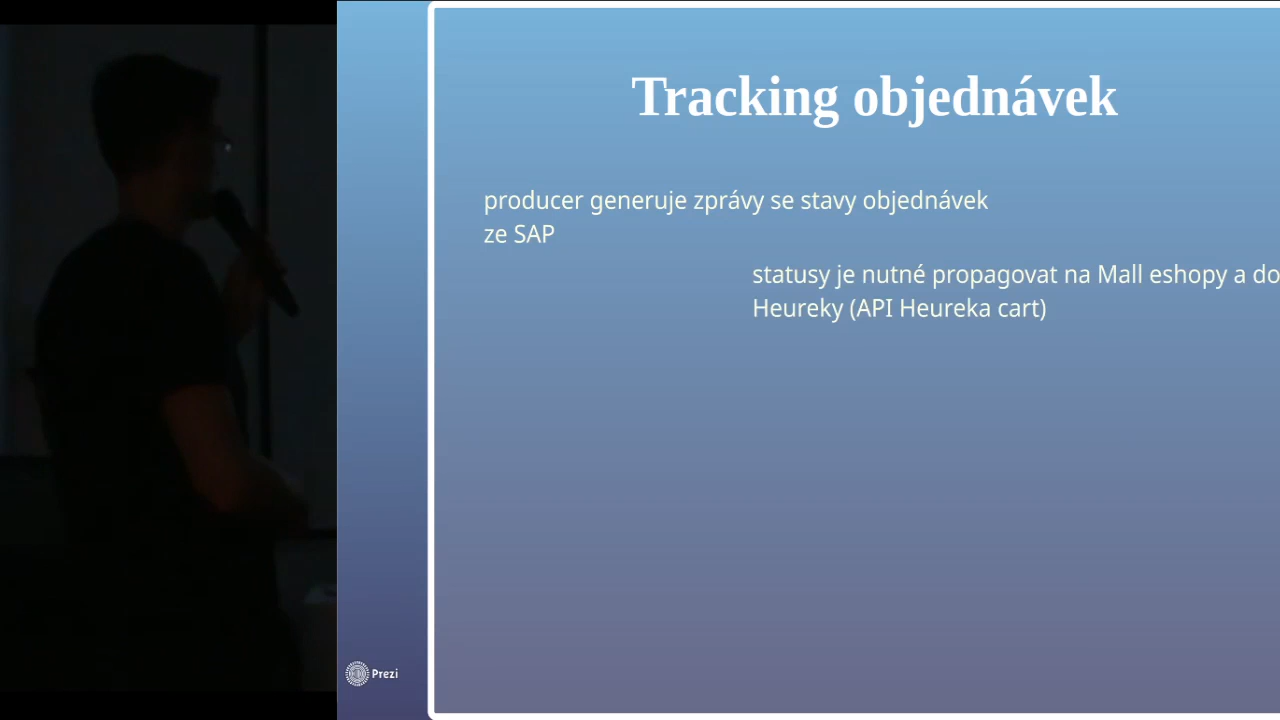 Tracking objednávek
producer generuje zprávy se stavy objednávek
ze SAP
statusy je nutné propagovat na Mall eshopy a do
Heureky (API Heureka cart)
Prezi